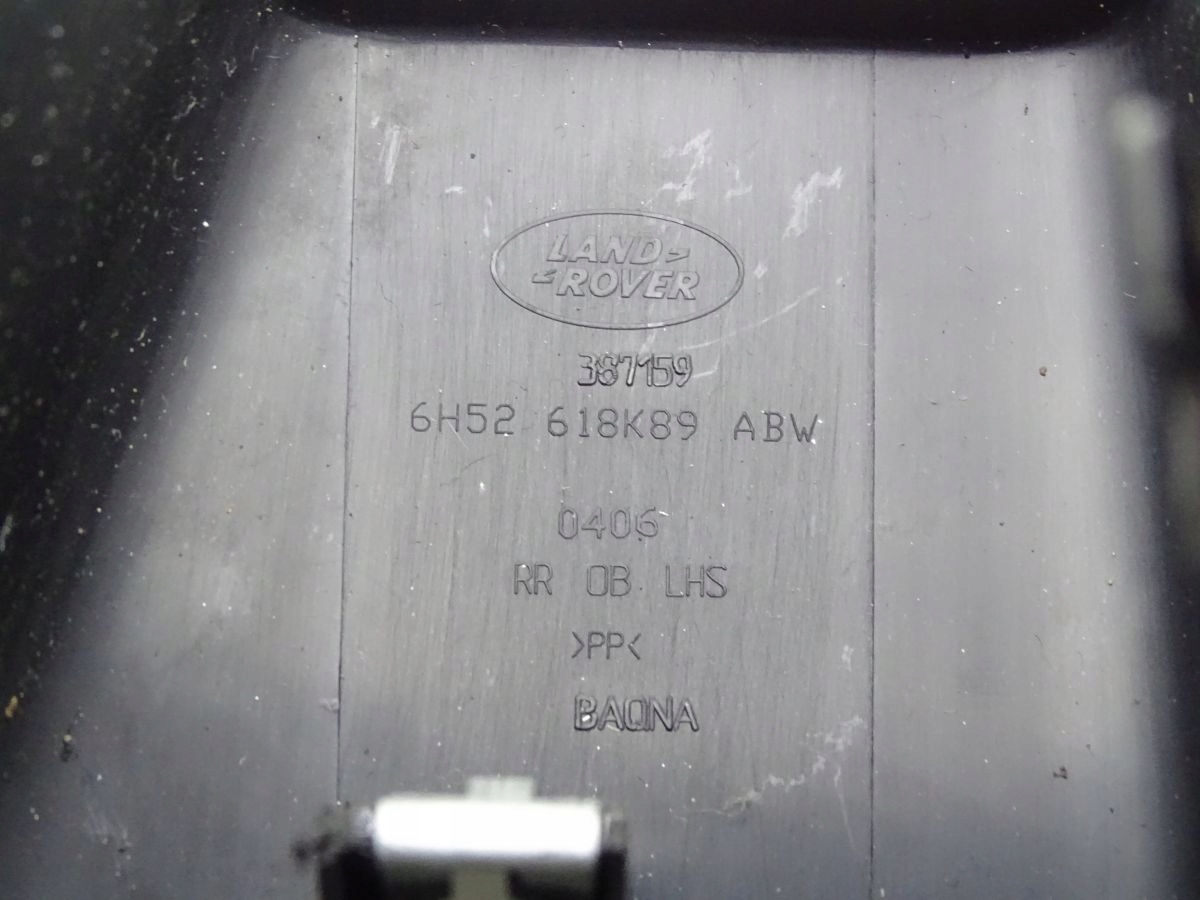 LAND
ROVER
387159
6H52 618K89 ABW
0406
RR OB LHS
>PP<
BAQNA